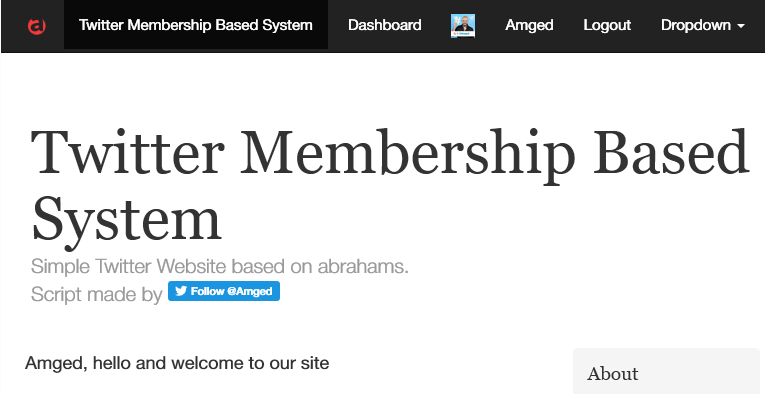 Twitter Membership Based System Dashboard Amged Logout Dropdown
Twitter Membership Based
System
Simple Twitter Website based on abrahams.
Script made by Follow @Amged
Amged, hello and welcome to our site
About